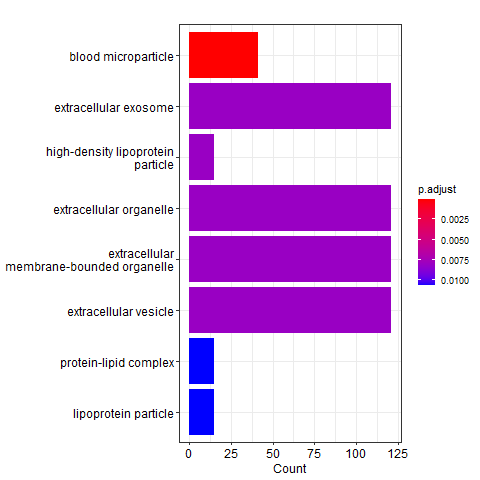 blood microparticle
extracellular exosome
high-density lipoprotein
particle
extracellular organelle
extracellular
membrane-bounded organelle
extracellular vesicle
protein-lipid complex
lipoprotein particle
0 25 50 75 100 125
Count
p.adjust
0.0025
0.0050
0.0075
0.0100